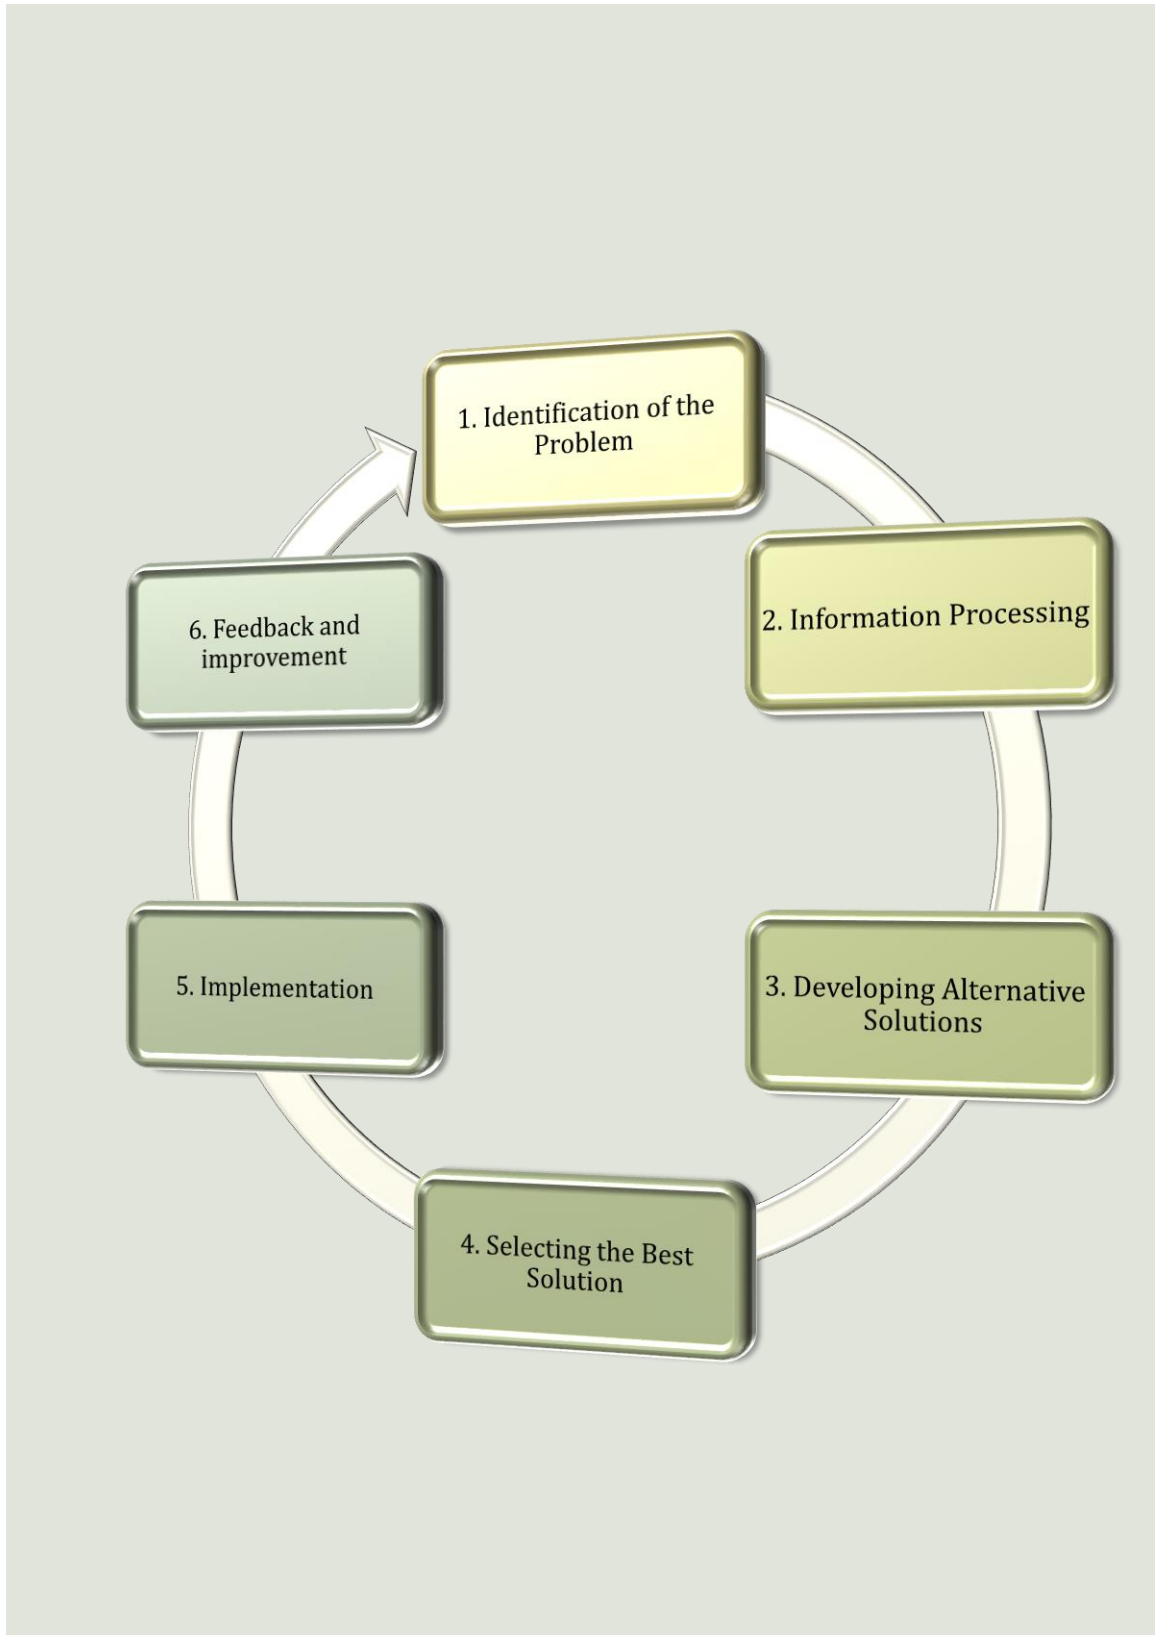 1. Identification of the
Problem
2. Information Processing
3. Developing Alternative
Solutions
4. Selecting the Best
Solution
5. Implementation
6. Feedback and
improvement